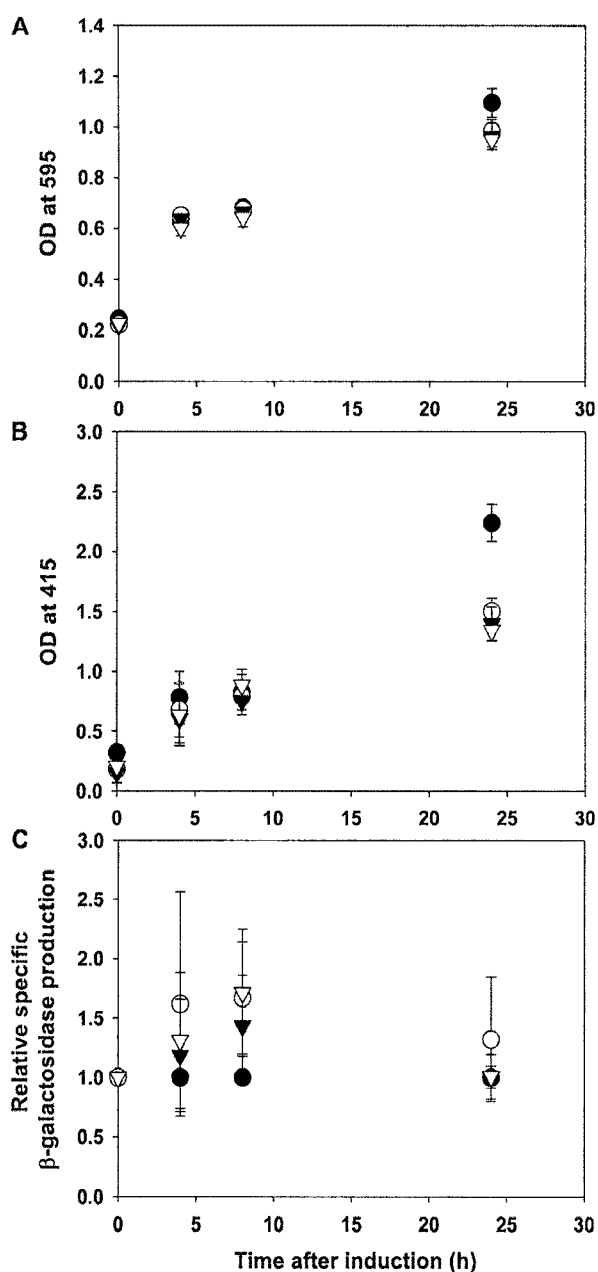 A
1.4
1.2
1.0
0.8
0.6
0.4
0.2
0.0
OD at 595
0 5 10 15 20 25 30
B
3.0
2.5
2.0
1.5
1.0
0.5
0.0
OD at 415
0 5 10 15 20 25 30
C
3.0
2.5
2.0
1.5
1.0
0.5
0.0
Relative specific
β-galactosidase production
0 5 10 15 20 25 30
Time after induction (h)